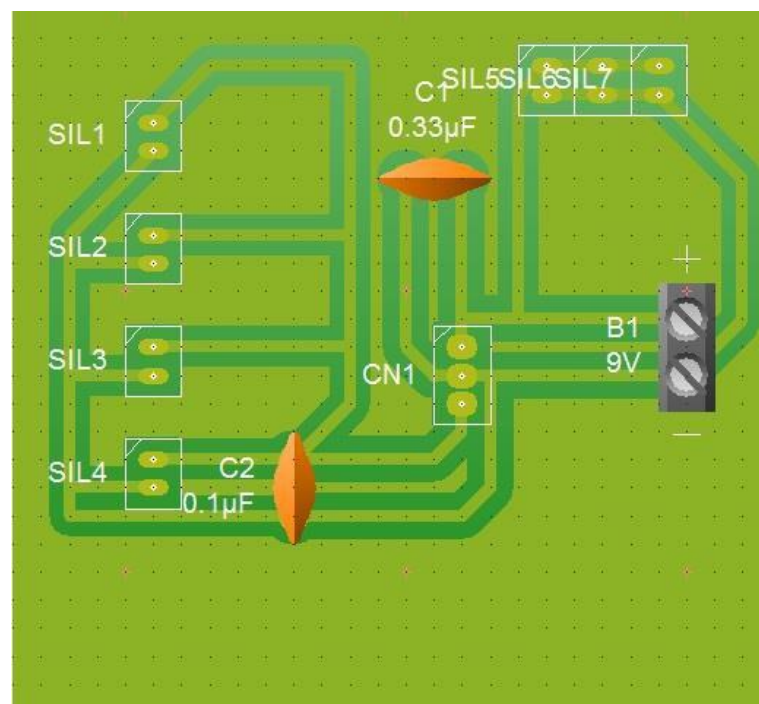 SIL5SIL6SIL7
C1
0.33µF
SIL1
SIL2
+
B1
9V
SIL3
CN1
−
SIL4
C2
0.1µF